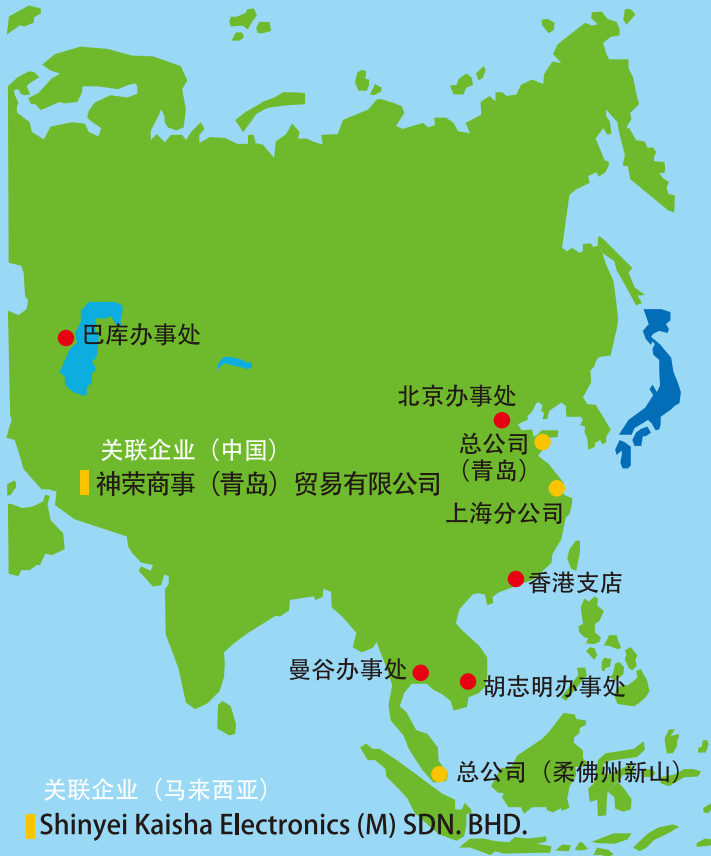 巴库办事处
北京办事处
关联企业（中国）
总公司
（青岛）
神荣商事（青岛）贸易有限公司
上海分公司
香港支店
曼谷办事处
胡志明办事处
总公司（柔佛州新山）
关联企业（马来西亚）
Shinyei Kaisha Electronics (M) SDN. BHD.